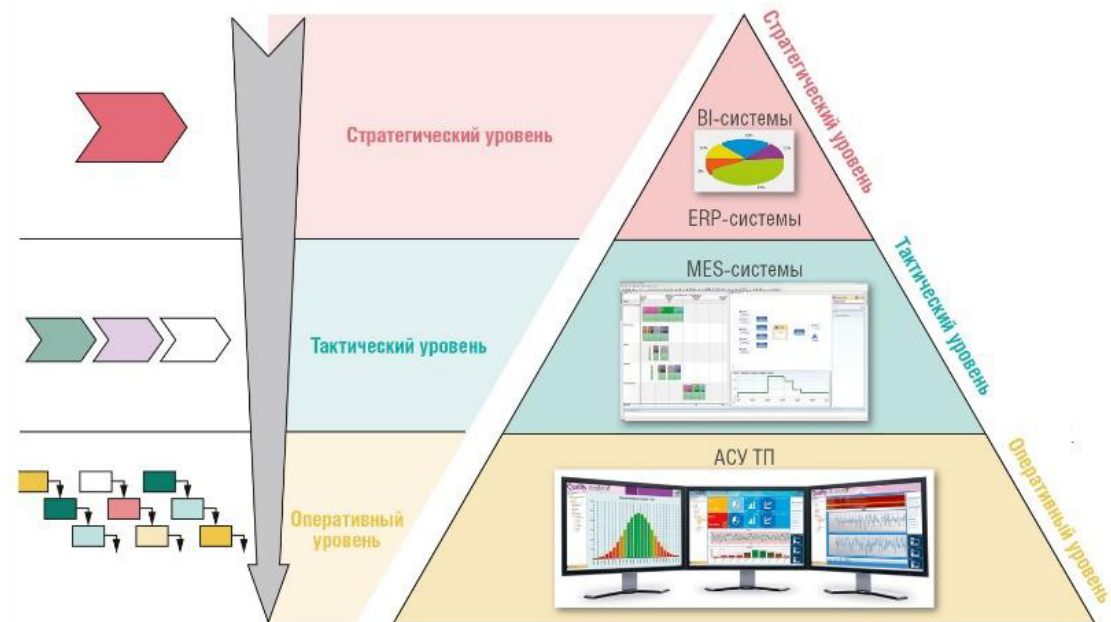 Стратегический уровень
BI-системы
Стратегический уровень
ERP-системы
MES-системы
Тактический уровень
Тактический уровень
АСУ ТП
Оперативный
уровень
Оперативный уровень